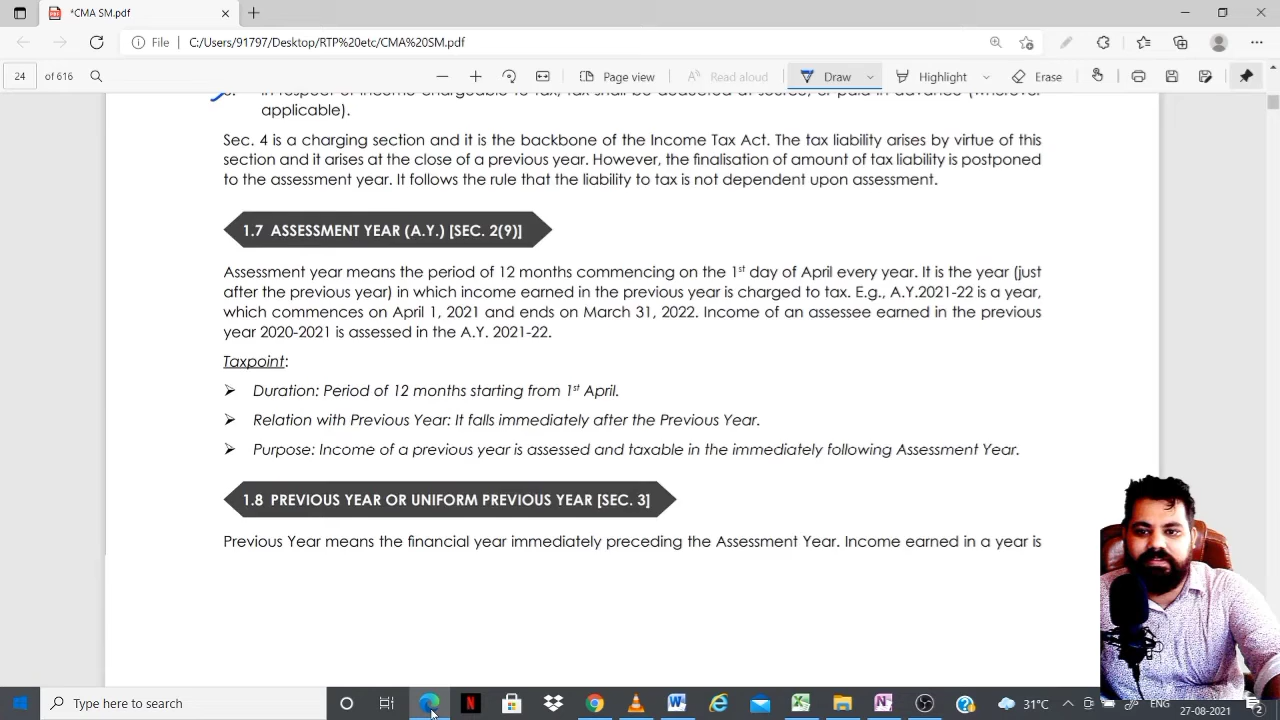 *CMA SM.pdf
File C:/Users/91797/Desktop/RTP%20etc/CMA%20SM.pdf
24 of 616 Page view Read aloud Draw Highlight Erase
applicable).
Sec. 4 is a charging section and it is the backbone of the Income Tax Act. The tax liability arises by virtue of this
section and it arises at the close of a previous year. However, the finalisation of amount of tax liability is postponed
to the assessment year. It follows the rule that the liability to tax is not dependent upon assessment.
1.7 ASSESSMENT YEAR (A.Y.) [SEC. 2(9)]
Assessment year means the period of 12 months commencing on the 1st day of April every year. It is the year (just
after the previous year) in which income earned in the previous year is charged to tax. E.g., A.Y.2021-22 is a year,
which commences on April 1, 2021 and ends on March 31, 2022. Income of an assessee earned in the previous
year 2020-2021 is assessed in the A.Y. 2021-22.
Taxpoint:
➢ Duration: Period of 12 months starting from 1st April.
➢ Relation with Previous Year: It falls immediately after the Previous Year.
➢ Purpose: Income of a previous year is assessed and taxable in the immediately following Assessment Year.
1.8 PREVIOUS YEAR OR UNIFORM PREVIOUS YEAR [SEC. 3]
Previous Year means the financial year immediately preceding the Assessment Year. Income earned in a year is
Type here to search 31°C ENG
27-08-2021